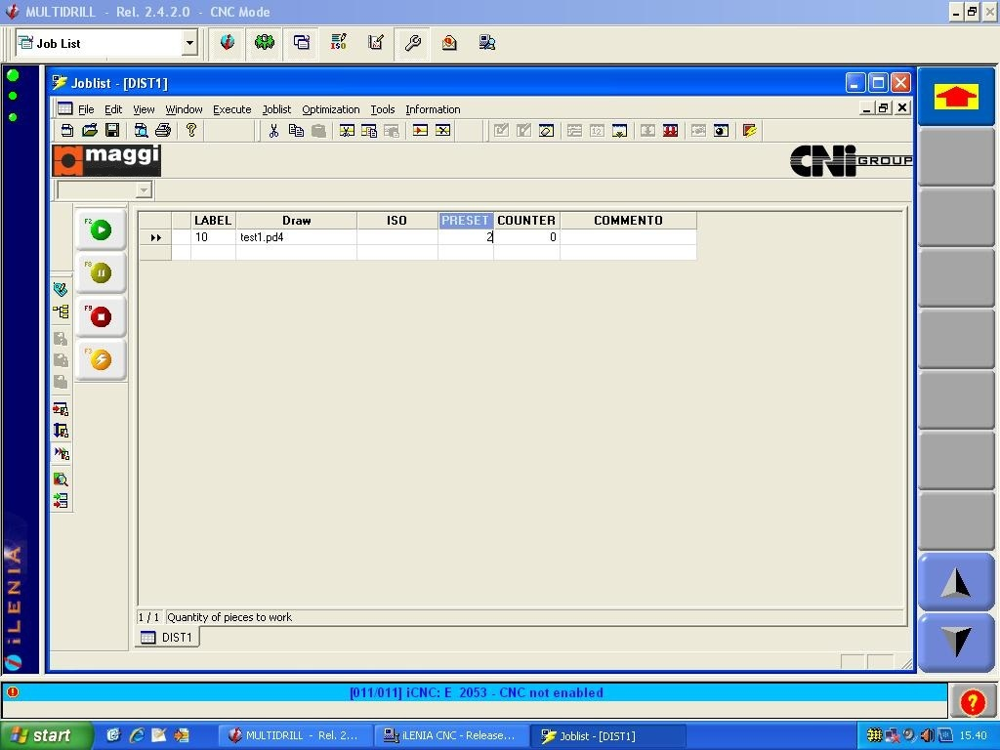 MULTIDRILL - Rel. 2.4.2.0 - CNC Mode
Job List
ISO
Joblist - [DIST1]
File Edit View Window Execute Joblist Optimization Tools Information
maggi
CNi GROUP
LABEL Draw ISO PRESET COUNTER COMMENTO
10 test1.pd4 2 0
F2
F8
F9
F3
1 / 1 Quantity of pieces to work
DIST1
iLENIA
[011/011] iCNC: E 2053 - CNC not enabled
start MULTIDRILL - Rel. 2... iLENIA CNC - Release... Joblist - [DIST1] 15.40